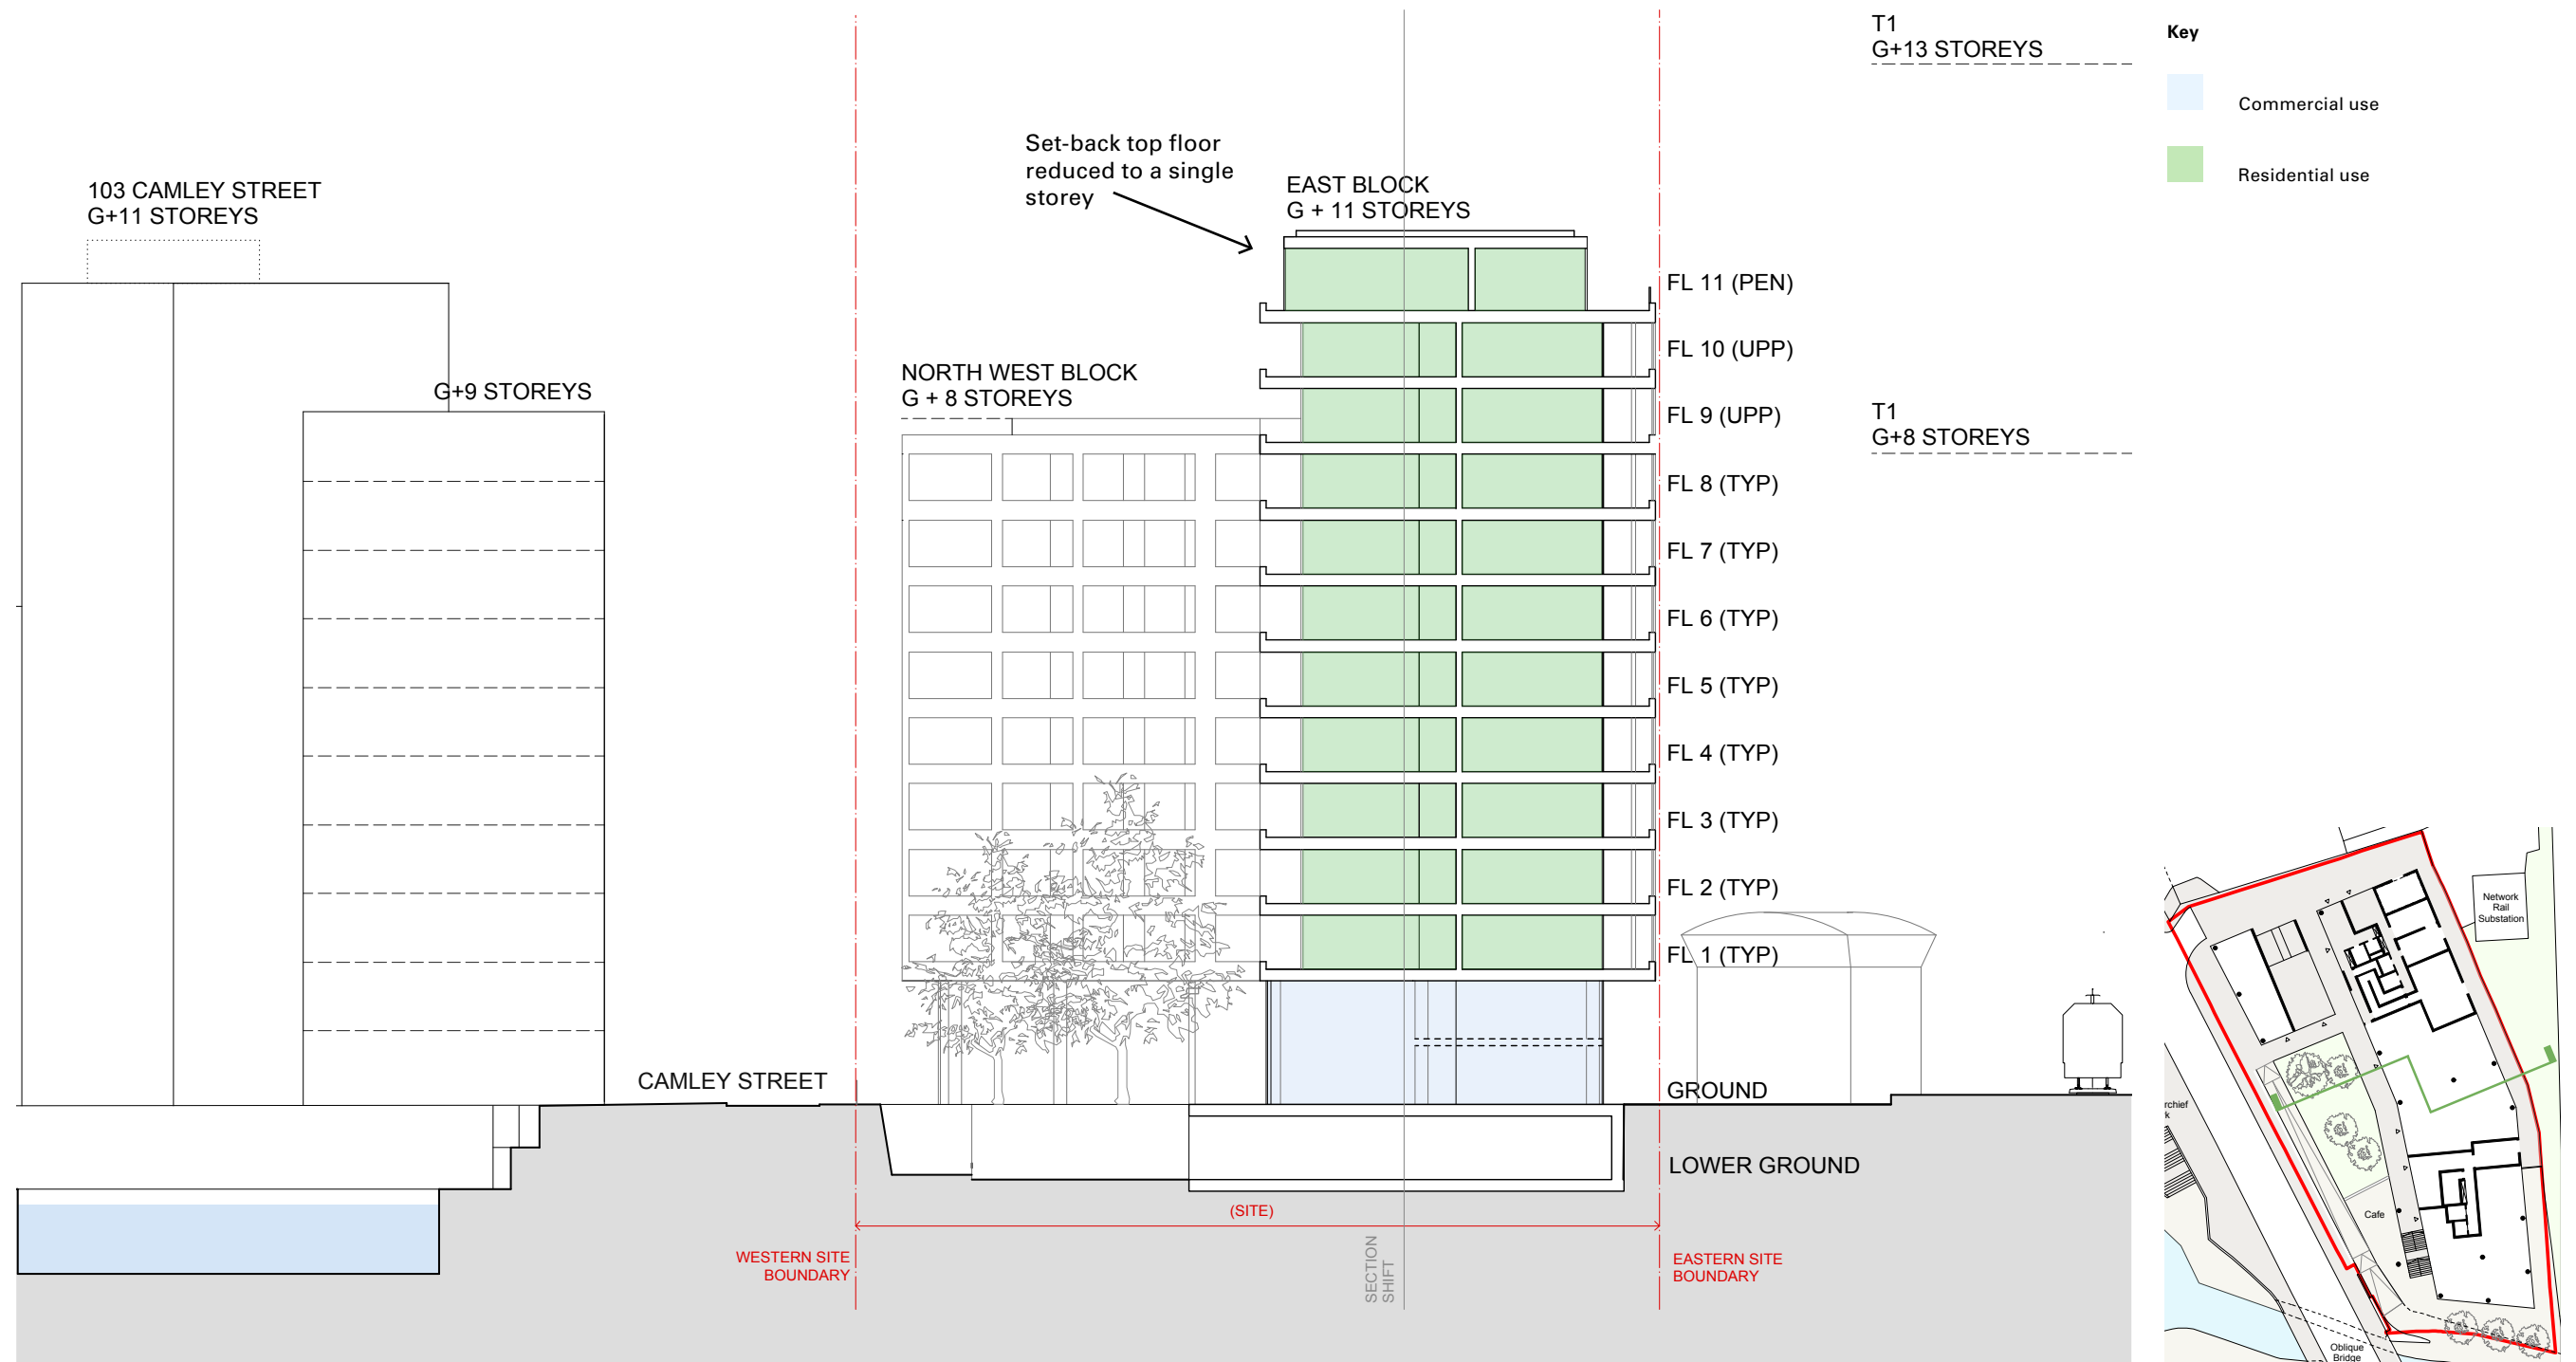 T1
G+13 STOREYS
Key
Commercial use
Residential use
Set-back top floor
reduced to a single
storey
103 CAMLEY STREET
G+11 STOREYS
EAST BLOCK
G + 11 STOREYS
FL 11 (PEN)
FL 10 (UPP)
NORTH WEST BLOCK
G + 8 STOREYS
G+9 STOREYS
FL 9 (UPP)
T1
G+8 STOREYS
FL 8 (TYP)
FL 7 (TYP)
FL 6 (TYP)
FL 5 (TYP)
FL 4 (TYP)
FL 3 (TYP)
FL 2 (TYP)
FL 1 (TYP)
CAMLEY STREET
GROUND
LOWER GROUND
(SITE)
WESTERN SITE
BOUNDARY
SECTION
SHIFT
EASTERN SITE
BOUNDARY
Network
Rail
Substation
rchief
k
Cafe
Oblique
Bridge